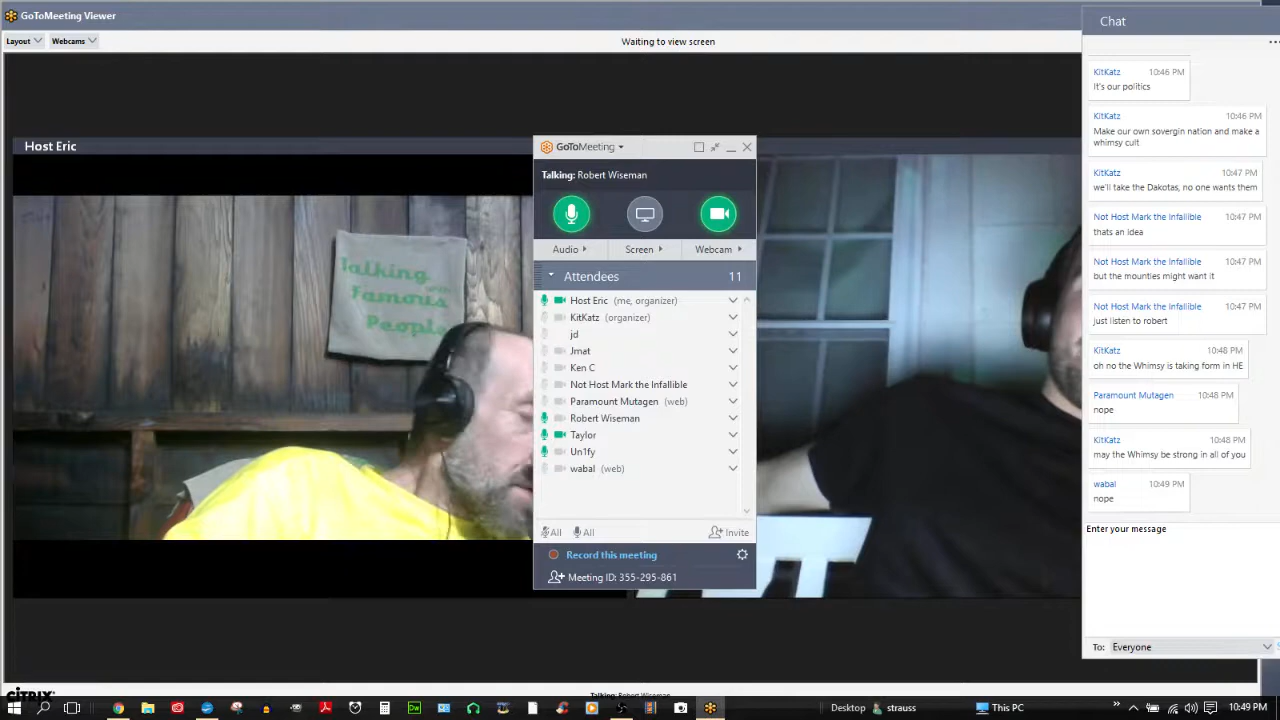 GoToMeeting Viewer
Layout
Webcams
Waiting to view screen
Host Eric
Talking
Famous
People
GoToMeeting
Talking: Robert Wiseman
Audio
Screen
Webcam
Attendees 11
Host Eric (me, organizer)
KitKatz (organizer)
jd
Jmat
Ken C
Not Host Mark the Infallible
Paramount Mutagen (web)
Robert Wiseman
Taylor
Un1fy
wabal (web)
All
All
Invite
Record this meeting
Meeting ID: 355-295-861
Chat
KitKatz 10:46 PM
It's our politics
KitKatz 10:46 PM
Make our own sovergin nation and make a
whimsy cult
KitKatz 10:47 PM
we'll take the Dakotas, no one wants them
Not Host Mark the Infallible 10:47 PM
thats an idea
Not Host Mark the Infallible 10:47 PM
but the mounties might want it
Not Host Mark the Infallible 10:47 PM
just listen to robert
KitKatz 10:48 PM
oh no the Whimsy is taking form in HE
Paramount Mutagen 10:48 PM
nope
KitKatz 10:48 PM
may the Whimsy be strong in all of you
wabal 10:49 PM
nope
Enter your message
To: Everyone
CITRIX
Talking: Robert Wiseman
Dw
Desktop
strauss
This PC
10:49 PM